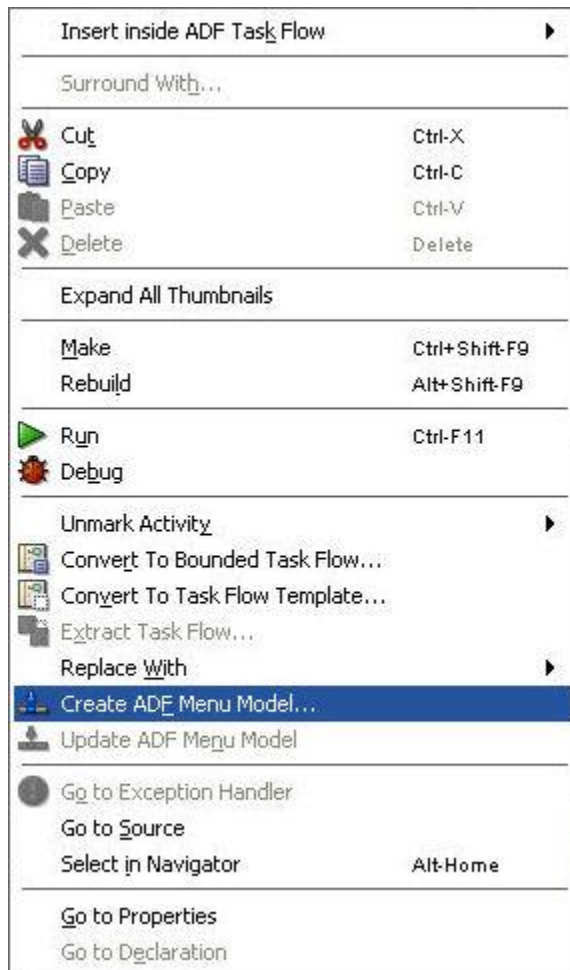 Insert inside ADF Task Flow
Surround With...
Cut Ctrl-X
Copy Ctrl-C
Paste Ctrl-V
Delete Delete
Expand All Thumbnails
Make Ctrl+Shift-F9
Rebuild Alt+Shift-F9
Run Ctrl-F11
Debug
Unmark Activity
Convert To Bounded Task Flow...
Convert To Task Flow Template...
Extract Task Flow...
Replace With
Create ADF Menu Model...
Update ADF Menu Model
Go to Exception Handler
Go to Source
Select in Navigator Alt-Home
Go to Properties
Go to Declaration